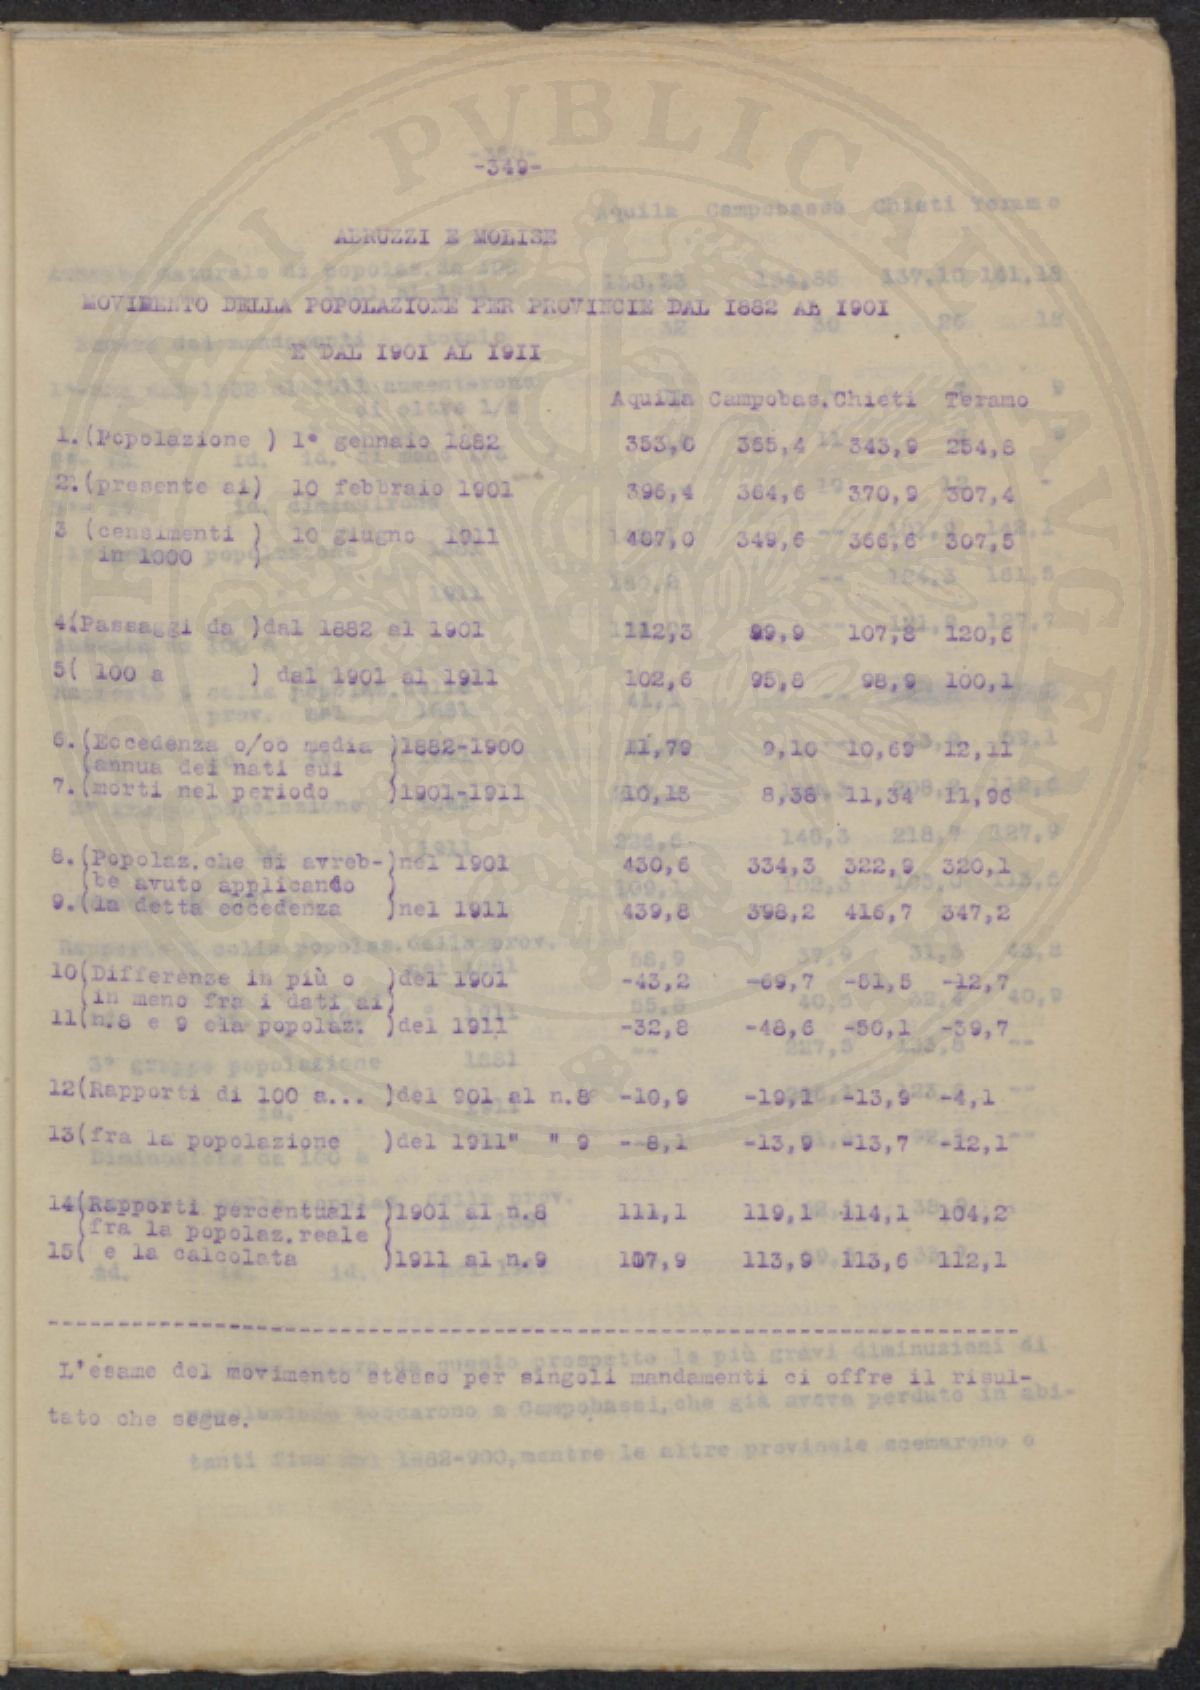 -349-
ABRUZZI E MOLISE
MOVIMENTO DELLA POPOLAZIONE PER PROVINCIE DAL I882 AL I90I
E DAL I90I AL I9II
Aquila Campobas. Chieti Teramo
1. (Popolazione ) 1° gennaio 1882 353,0 365,4 343,9 254,8
2. (presente ai) 10 febbraio 1901 396,4 364,6 370,9 307,4
3 (censimenti ) 10 giugno 1911 407,0 349,6 366,6 307,5
in 1000 )
4.(Passaggi da )dal 1882 al 1901 112,3 99,9 107,8 120,6
5( 100 a ) dal 1901 al 1911 102,6 95,8 98,9 100,1
6. (Eccedenza o/oo media )1882-1900 11,79 9,10 10,69 12,11
(annua dei nati sui
7. (morti nel periodo )1901-1911 10,15 8,38 11,34 11,96
8. (Popolaz.che si avreb-)nel 1901 430,6 334,3 322,9 320,1
(be avuto applicando )
9. (la detta eccedenza )nel 1911 439,8 398,2 416,7 347,2
10(Differenze in più o )del 1901 -43,2 -69,7 -51,5 -12,7
(in meno fra i dati ai)
11(n.8 e 9 ela popolaz. )del 1911 -32,8 -48,6 -50,1 -39,7
12(Rapporti di 100 a... )del 901 al n.8 -10,9 -19,1 -13,9 -4,1
13(fra la popolazione )del 1911" " 9 - 8,1 -13,9 -13,7 -12,1
14(Rapporti percentuali )1901 al n.8 111,1 119,1 114,1 104,2
(fra la popolaz.reale )
15( e la calcolata )1911 al n.9 107,9 113,9 113,6 112,1
L'esame del movimento stesso per singoli mandamenti ci offre il risul-
tato che segue.